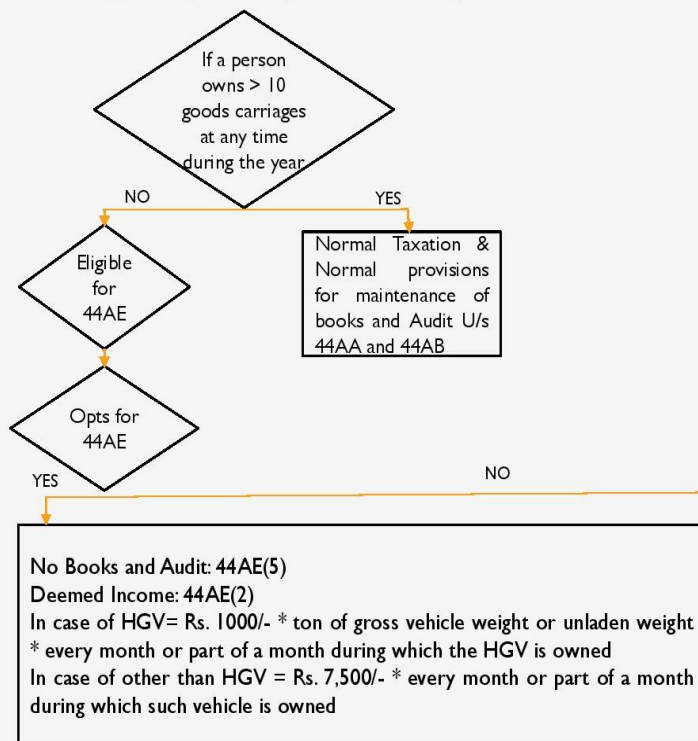 If a person
owns > 10
goods carriages
at any time
during the year
NO
YES
Eligible
for
44AE
Normal Taxation &
Normal provisions
for maintenance of
books and Audit U/s
44AA and 44AB
Opts for
44AE
YES
NO
No Books and Audit: 44AE(5)
Deemed Income: 44AE(2)
In case of HGV= Rs. 1000/- * ton of gross vehicle weight or unladen weight
* every month or part of a month during which the HGV is owned
In case of other than HGV = Rs. 7,500/- * every month or part of a month
during which such vehicle is owned